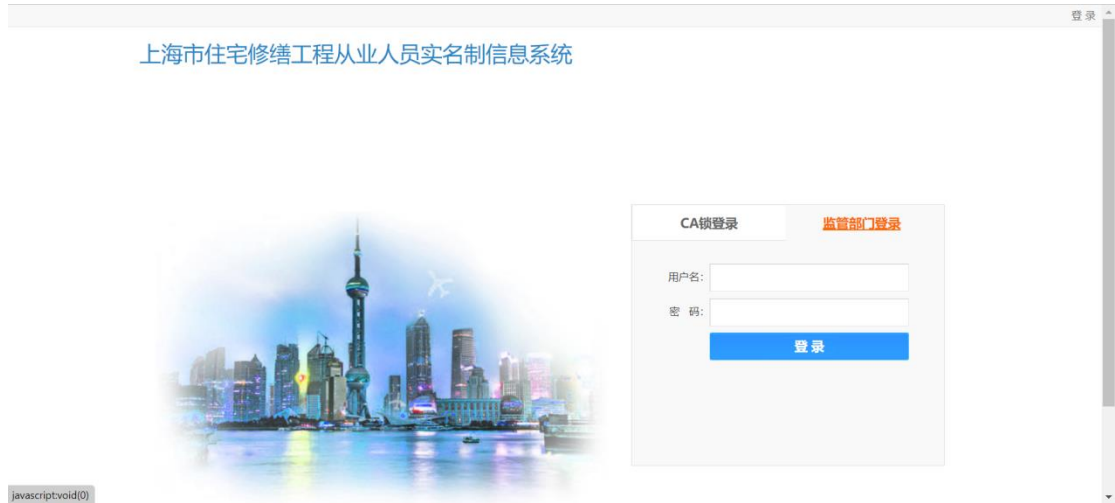 登 录
上海市住宅修缮工程从业人员实名制信息系统
CA锁登录 监管部门登录
用户名:
密 码:
登 录
javascript:void(0)